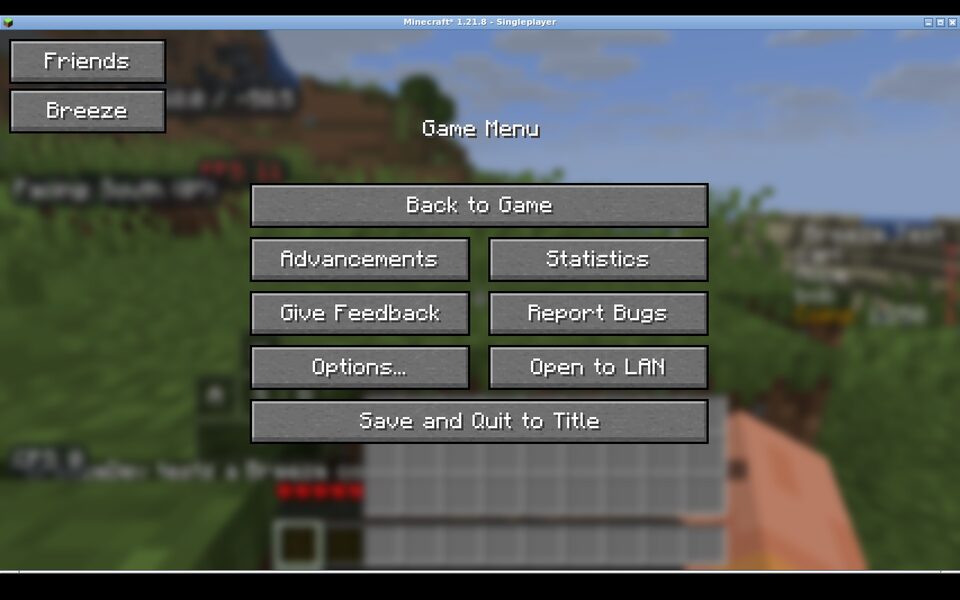 Minecraft* 1.21.8 - Singleplayer
Friends
Breeze
Game Menu
Back to Game
Advancements
Statistics
Give Feedback
Report Bugs
Options...
Open to LAN
Save and Quit to Title